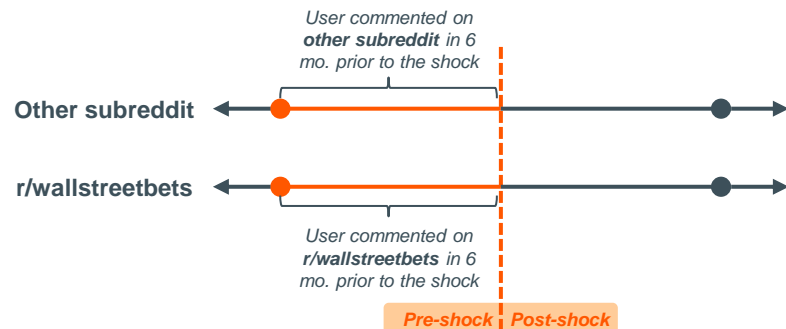 User commented on
other subreddit in 6
mo. prior to the shock
Other subreddit
r/wallstreetbets
User commented on
r/wallstreetbets in 6
mo. prior to the shock
Pre-shock Post-shock